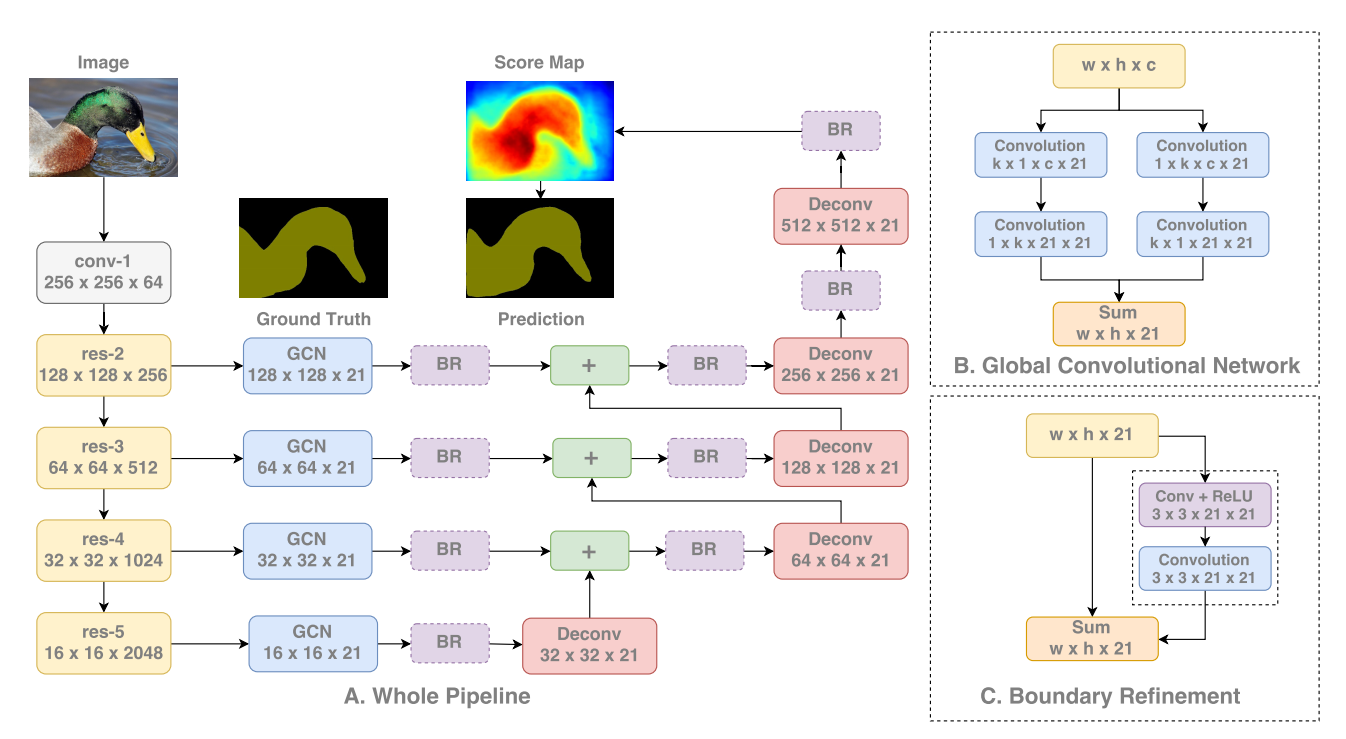 Image
Score Map
BR
Deconv
512 x 512 x 21
conv-1
256 x 256 x 64
BR
Ground Truth
Prediction
res-2
128 x 128 x 256
GCN
128 x 128 x 21
BR
+
BR
Deconv
256 x 256 x 21
res-3
64 x 64 x 512
GCN
64 x 64 x 21
BR
+
BR
Deconv
128 x 128 x 21
res-4
32 x 32 x 1024
GCN
32 x 32 x 21
BR
+
BR
Deconv
64 x 64 x 21
res-5
16 x 16 x 2048
GCN
16 x 16 x 21
BR
Deconv
32 x 32 x 21
A. Whole Pipeline
w x h x c
Convolution
k x 1 x c x 21
Convolution
1 x k x c x 21
Convolution
1 x k x 21 x 21
Convolution
k x 1 x 21 x 21
Sum
w x h x 21
B. Global Convolutional Network
w x h x 21
Conv + ReLU
3 x 3 x 21 x 21
Convolution
3 x 3 x 21 x 21
Sum
w x h x 21
C. Boundary Refinement